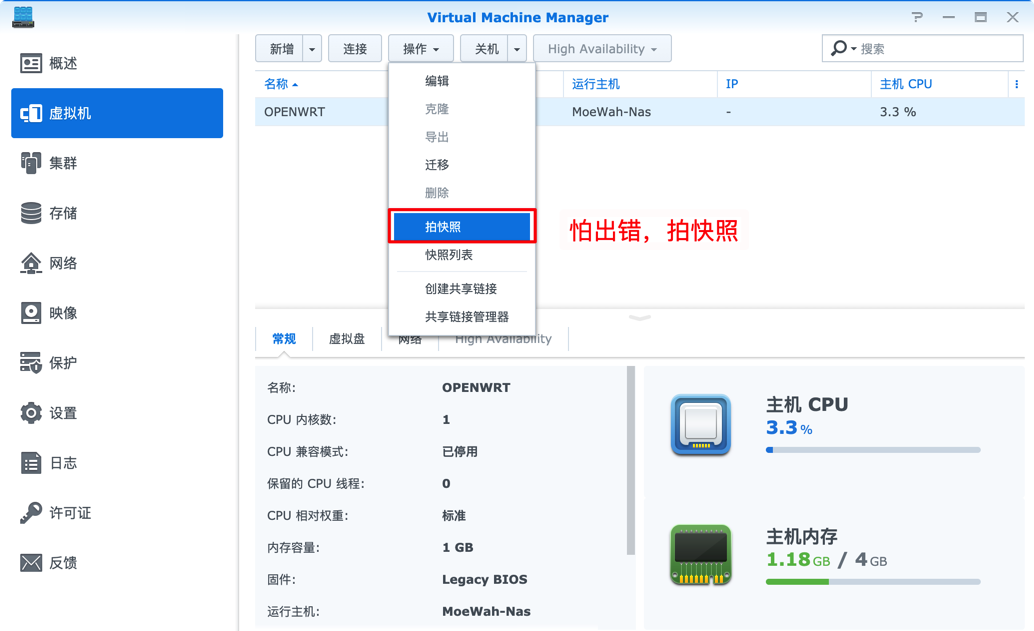 Virtual Machine Manager
概述
虚拟机
集群
存储
网络
映像
保护
设置
日志
许可证
反馈
新增 连接 操作 关机 High Availability 搜索
名称 运行主机 IP 主机 CPU
OPENWRT MoeWah-Nas - 3.3 %
编辑
克隆
导出
迁移
删除
拍快照
快照列表
创建共享链接
共享链接管理器
怕出错，拍快照
常规 虚拟盘 网络 High Availability
名称: OPENWRT
CPU 内核数: 1
CPU 兼容模式: 已停用
保留的 CPU 线程: 0
CPU 相对权重: 标准
内存容量: 1 GB
固件: Legacy BIOS
运行主机: MoeWah-Nas
主机 CPU
3.3 %
主机内存
1.18 GB / 4 GB